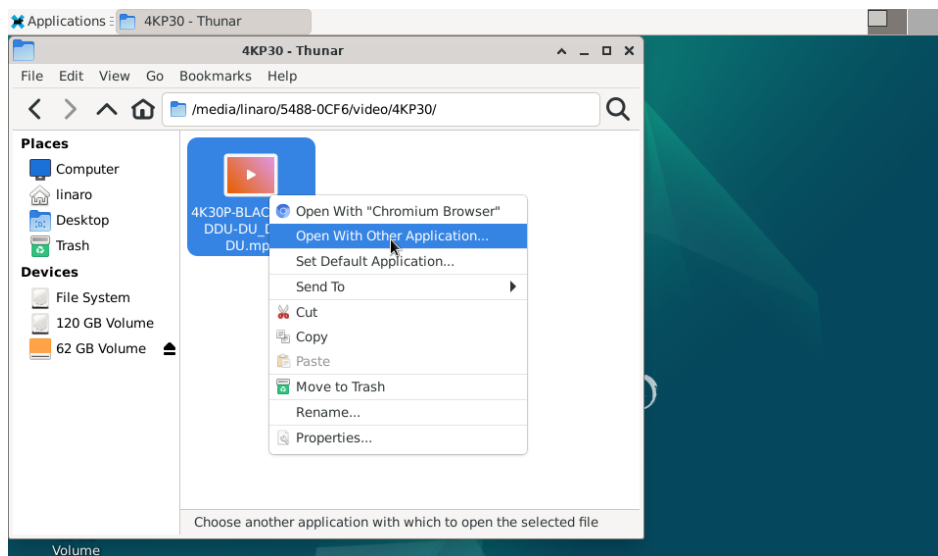 Applications
4KP30 - Thunar
4KP30 - Thunar
File Edit View Go Bookmarks Help
/media/linaro/5488-0CF6/video/4KP30/
Places
Computer
linaro
Desktop
Trash
Devices
File System
120 GB Volume
62 GB Volume
4K30P-BLAC
DDU-DU_D
DU.mp
Open With "Chromium Browser"
Open With Other Application...
Set Default Application...
Send To
Cut
Copy
Paste
Move to Trash
Rename...
Properties...
Choose another application with which to open the selected file
Volume